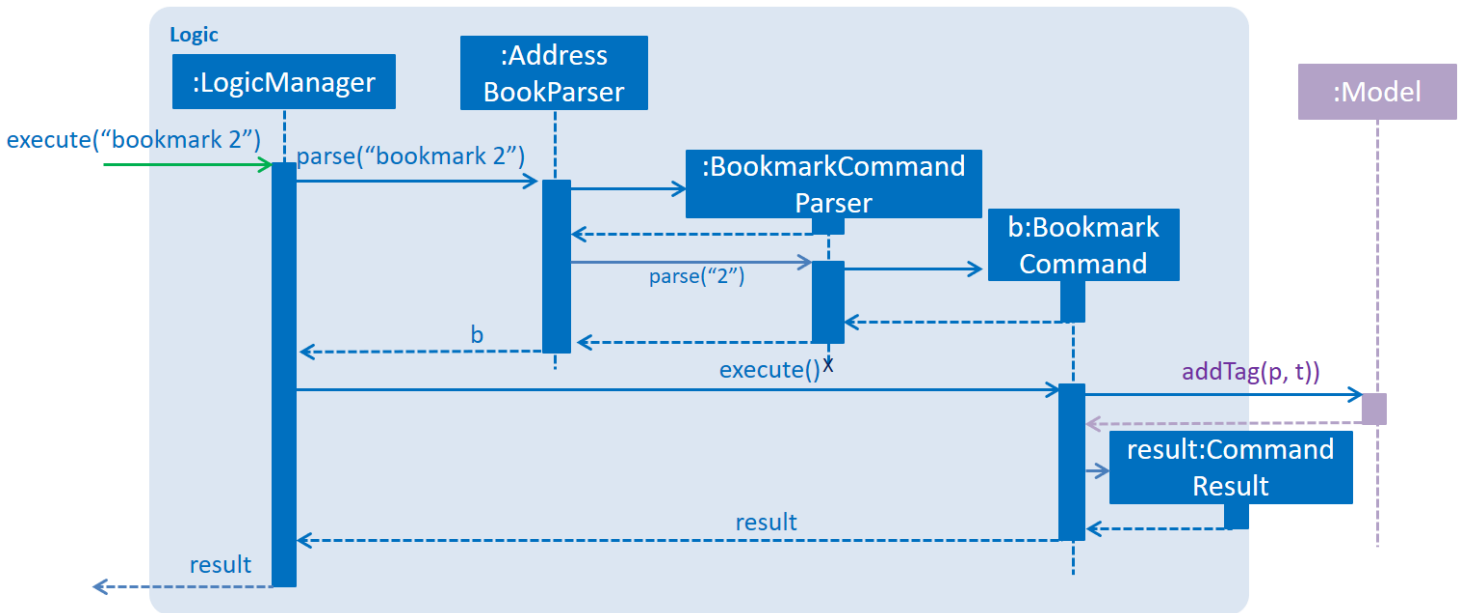 Logic
:LogicManager
:Address
BookParser
:Model
execute(“bookmark 2”)
parse(“bookmark 2”)
:BookmarkCommand
Parser
b:Bookmark
Command
parse(“2”)
b
execute()
X
addTag(p, t))
result:Command
Result
result
result